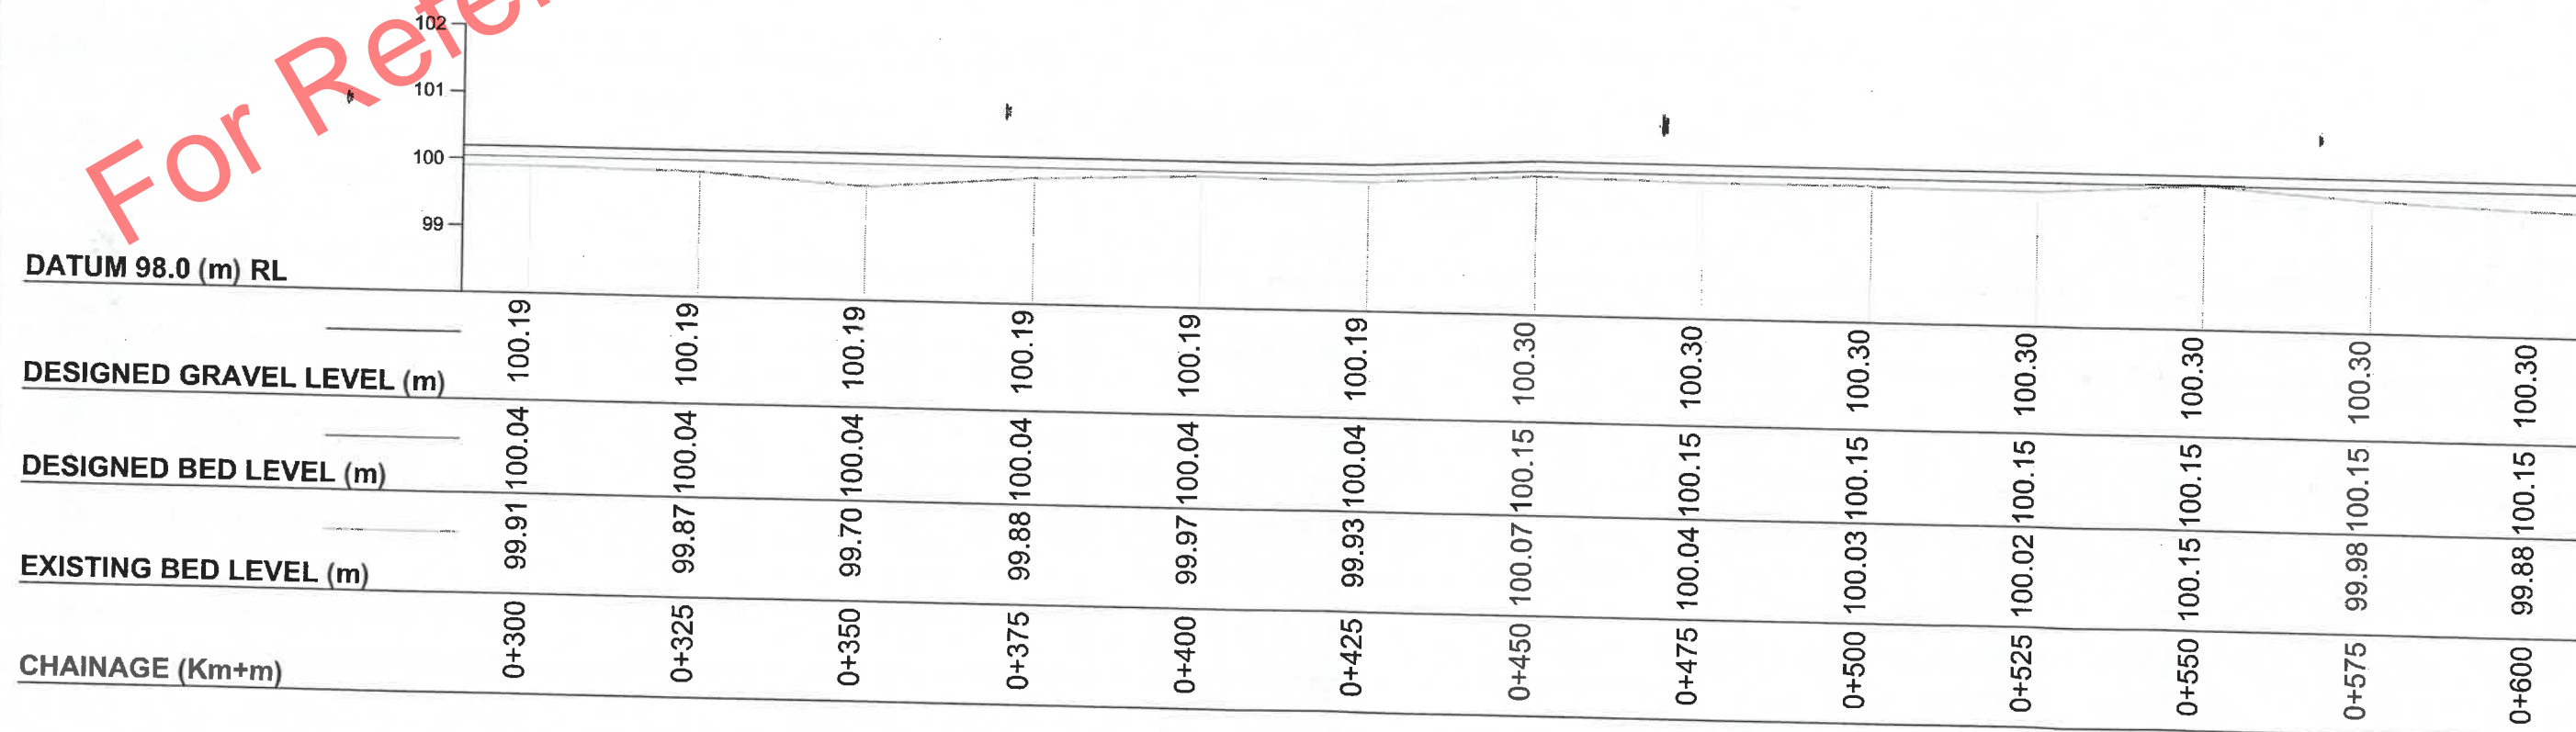 For Refe
102
101
100
99
DATUM 98.0 (m) RL
DESIGNED GRAVEL LEVEL (m) 100.19 100.19 100.19 100.19 100.19 100.19 100.30 100.30 100.30 100.30 100.30 100.30 100.30
DESIGNED BED LEVEL (m) 100.04 100.04 100.04 100.04 100.04 100.04 100.15 100.15 100.15 100.15 100.15 100.15 100.15
EXISTING BED LEVEL (m) 99.91 99.87 99.70 99.88 99.97 99.93 100.07 100.04 100.03 100.02 100.15 99.98 99.88
CHAINAGE (Km+m) 0+300 0+325 0+350 0+375 0+400 0+425 0+450 0+475 0+500 0+525 0+550 0+575 0+600